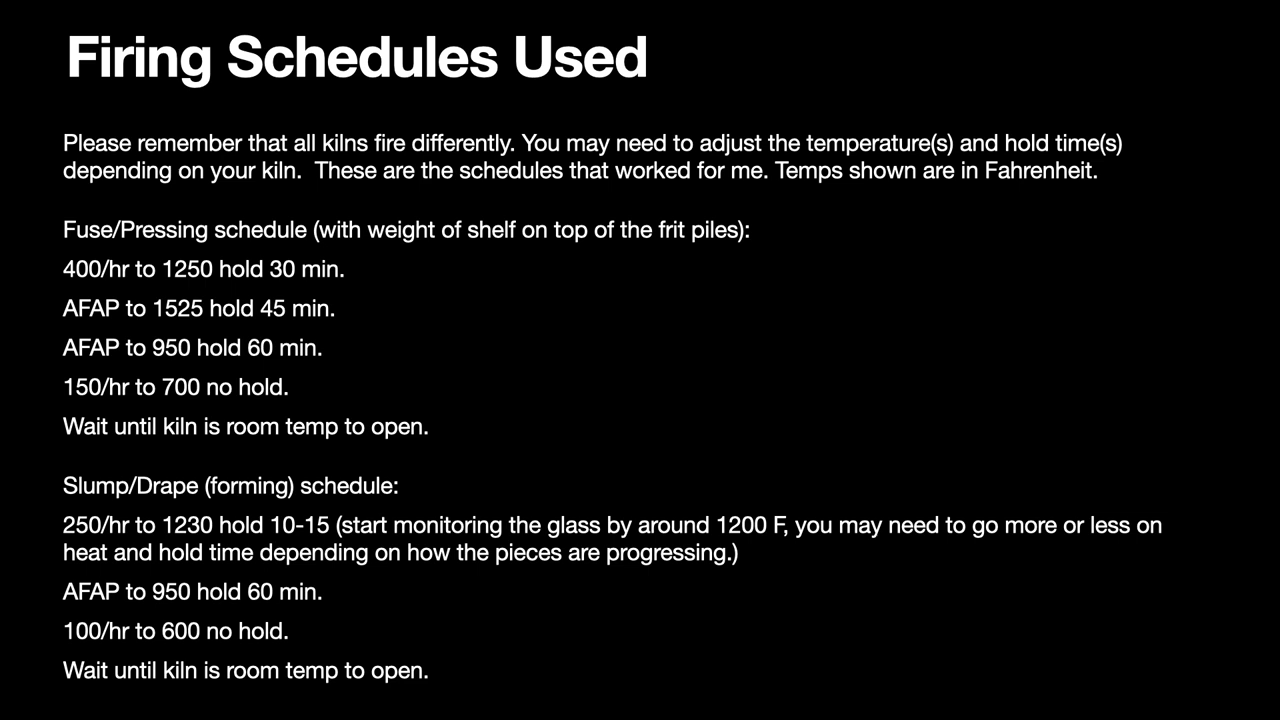 Firing Schedules Used
Please remember that all kilns fire differently. You may need to adjust the temperature(s) and hold time(s)
depending on your kiln.  These are the schedules that worked for me. Temps shown are in Fahrenheit.
Fuse/Pressing schedule (with weight of shelf on top of the frit piles):
400/hr to 1250 hold 30 min.
AFAP to 1525 hold 45 min.
AFAP to 950 hold 60 min.
150/hr to 700 no hold.
Wait until kiln is room temp to open.
Slump/Drape (forming) schedule:
250/hr to 1230 hold 10-15 (start monitoring the glass by around 1200 F, you may need to go more or less on
heat and hold time depending on how the pieces are progressing.)
AFAP to 950 hold 60 min.
100/hr to 600 no hold.
Wait until kiln is room temp to open.